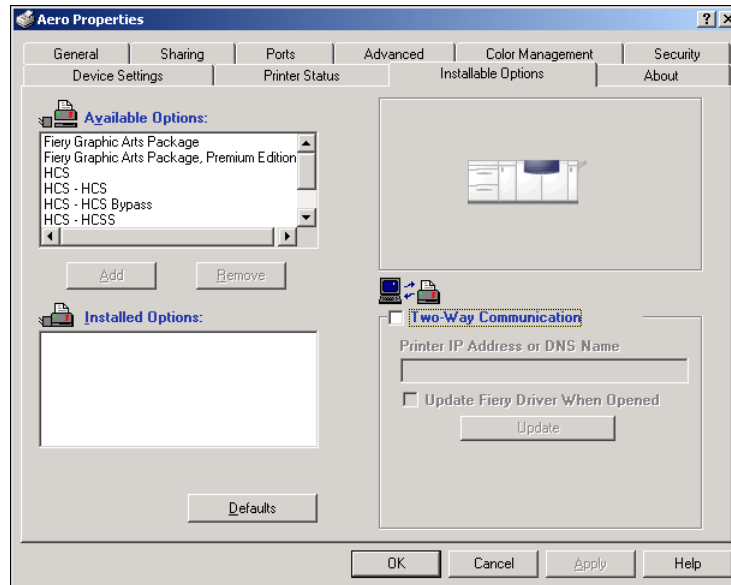 Aero Properties
General Sharing Ports Advanced Color Management Security
Device Settings Printer Status Installable Options About
Available Options:
Fiery Graphic Arts Package
Fiery Graphic Arts Package, Premium Edition
HCS
HCS - HCS
HCS - HCS Bypass
HCS - HCSS
Add Remove
Installed Options:
Defaults
Two-Way Communication
Printer IP Address or DNS Name
Update Fiery Driver When Opened
Update
OK Cancel Apply Help